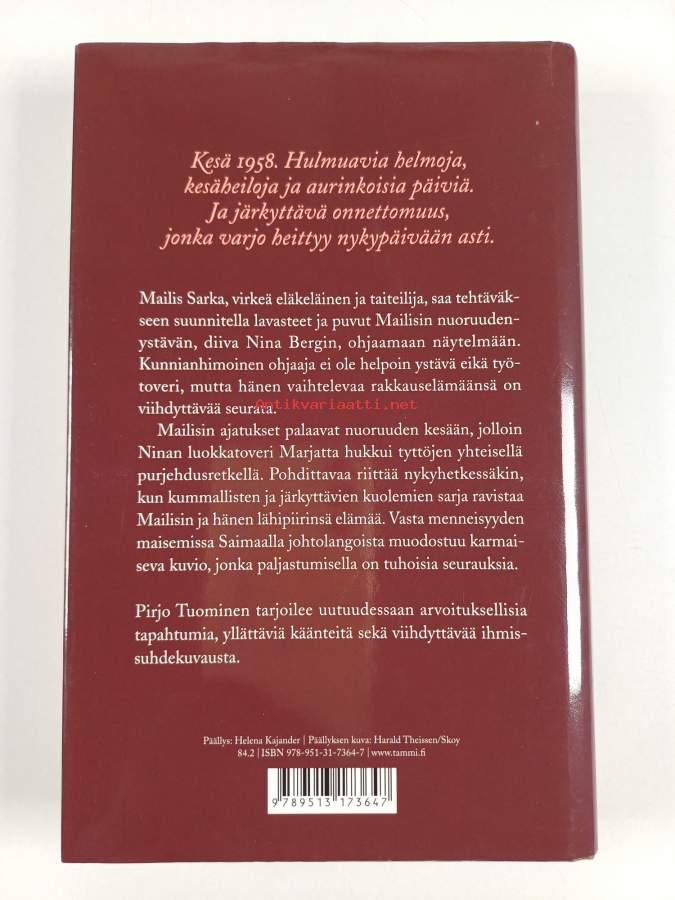 Kesä 1958. Hulmuavia helmoja,
kesäheiloja ja aurinkoisia päiviä.
Ja järkyttävä onnettomuus,
jonka varjo heittyy nykypäivään asti.
Mailis Sarka, virkeä eläkeläinen ja taiteilija, saa tehtäväk-
seen suunnitella lavasteet ja puvut Mailisin nuoruuden-
ystävän, diiva Nina Bergin, ohjaamaan näytelmään.
Kunnianhimoinen ohjaaja ei ole helpoin ystävä eikä työ-
toveri, mutta hänen vaihtelevaa rakkauselämäänsä on
viihdyttävää seurata.
Antikvariaatti.net
Mailisin ajatukset palaavat nuoruuden kesään, jolloin
Ninan luokkatoveri Marjatta hukkui tyttöjen yhteisellä
purjehdusretkellä. Pohdittavaa riittää nykyhetkessäkin,
kun kummallisten ja järkyttävien kuolemien sarja ravistaa
Mailisin ja hänen lähipiirinsä elämää. Vasta menneisyyden
maisemissa Saimaalla johtolangoista muodostuu karmai-
seva kuvio, jonka paljastumisella on tuhoisia seurauksia.
Pirjo Tuominen tarjoilee uutuudessaan arvoituksellisia
tapahtumia, yllättäviä käänteitä sekä viihdyttävää ihmis-
suhdekuvausta.
Päällys: Helena Kajander | Päällyksen kuva: Harald Theissen/Skoy
84.2 | ISBN 978-951-31-7364-7 | www.tammi.fi
9 789513 173647